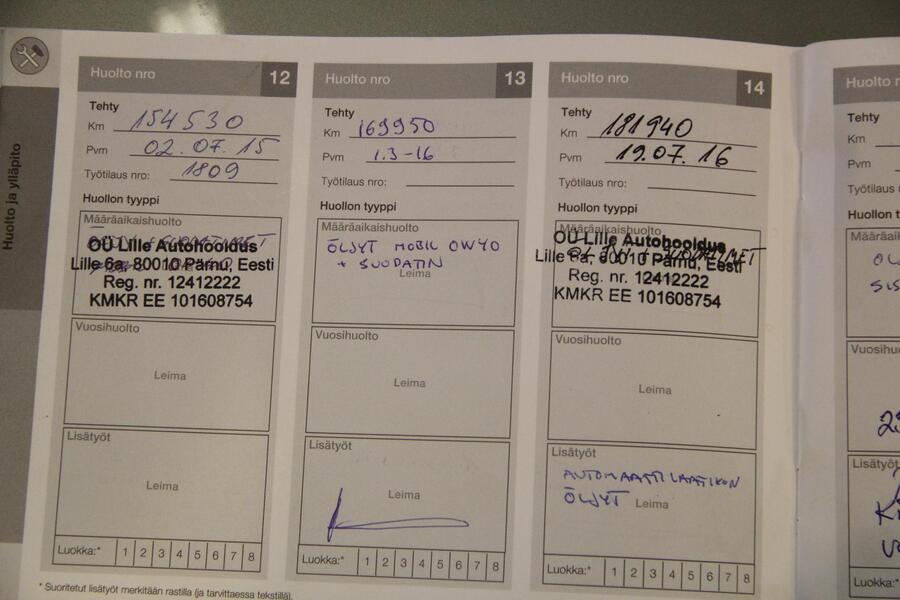 Huolto ja ylläpito
Huolto nro 12
Tehty
Km 154530
Pvm 02.07.15
Työtilaus nro: 1809
Huollon tyyppi
Määräaikaishuolto
OÜ Lille Autohooldus
Lille 6a, 80010 Pärnu, Eesti
Reg. nr. 12412222
KMKR EE 101608754
Vuosihuolto
Leima
Lisätyöt
Leima
Luokka:* 1 2 3 4 5 6 7 8
* Suoritetut lisätyöt merkitään rastilla (ja tarvittaessa tekstillä).
Huolto nro 13
Tehty
Km 169950
Pvm 1.3-16
Työtilaus nro:
Huollon tyyppi
Määräaikaishuolto
ÖLJYT MOBIL 0W40
+ SUODATIN
Leima
Vuosihuolto
Leima
Lisätyöt
Leima
Luokka:* 1 2 3 4 5 6 7 8
Huolto nro 14
Tehty
Km 181940
Pvm 19.07.16
Työtilaus nro:
Huollon tyyppi
Määräaikaishuolto
OÜ Lille Autohooldus
Lille 6a, 80010 Pärnu, Eesti
Reg. nr. 12412222
KMKR EE 101608754
Vuosihuolto
Leima
Lisätyöt
AUTOMAATTILAATIKON
ÖLJYT Leima
Luokka:* 1 2 3 4 5 6 7 8
Huolto
Tehty
Km
Pvm
Työtilaus
Huollon
Luokka:*